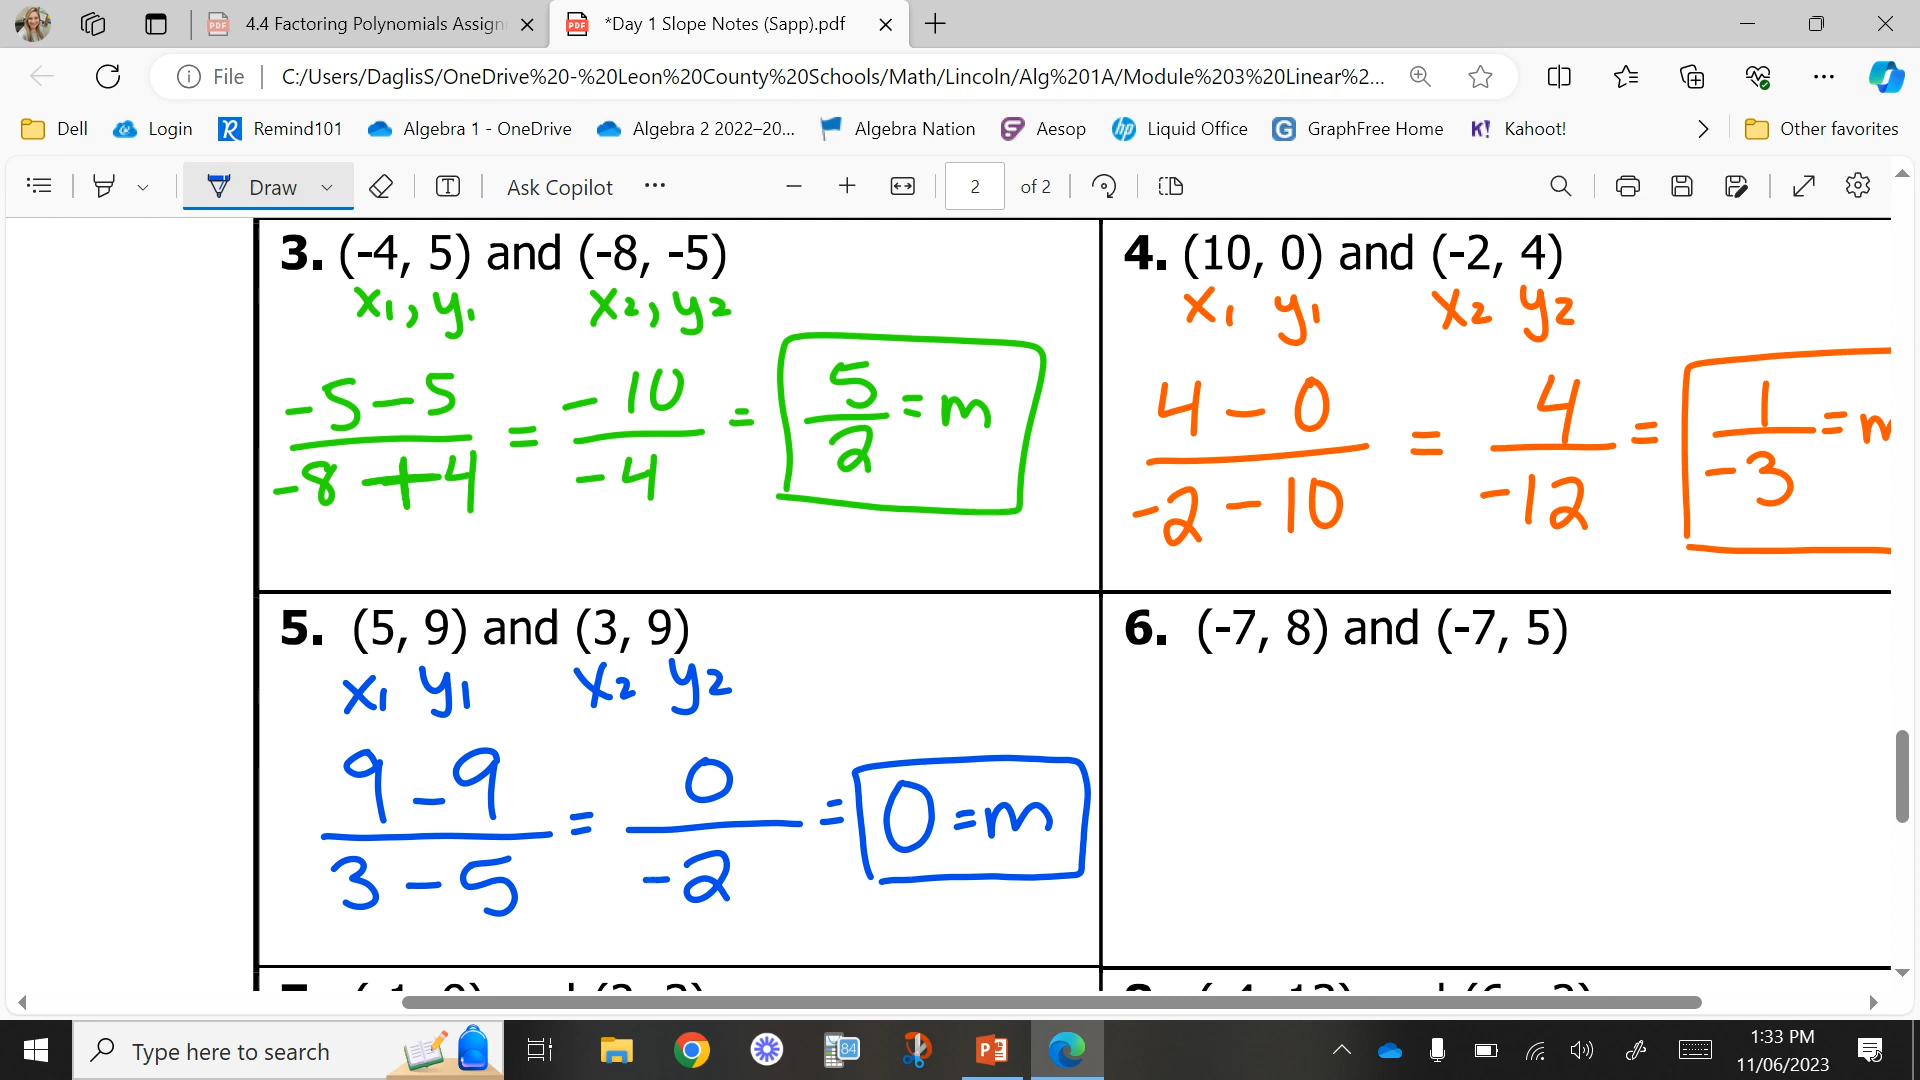 4.4 Factoring Polynomials Assign
*Day 1 Slope Notes (Sapp).pdf
File
C:/Users/DaglisS/OneDrive%20-%20Leon%20County%20Schools/Math/Lincoln/Alg%201A/Module%203%20Linear%2...
Dell Login Remind101 Algebra 1 - OneDrive Algebra 2 2022–20... Algebra Nation Aesop Liquid Office GraphFree Home K! Kahoot! Other favorites
Draw Ask Copilot ... 2 of 2
3. (-4, 5) and (-8, -5)
x1, y1 x2, y2
-5-5
-8+4
=
-10
-4
=
5
2
=m
4. (10, 0) and (-2, 4)
x1 y1 x2 y2
4-0
-2-10
=
4
-12
=
1
-3
=m
5. (5, 9) and (3, 9)
x1 y1 x2 y2
9-9
3-5
=
0
-2
=
0=m
6. (-7, 8) and (-7, 5)
Type here to search
84
1:33 PM
11/06/2023